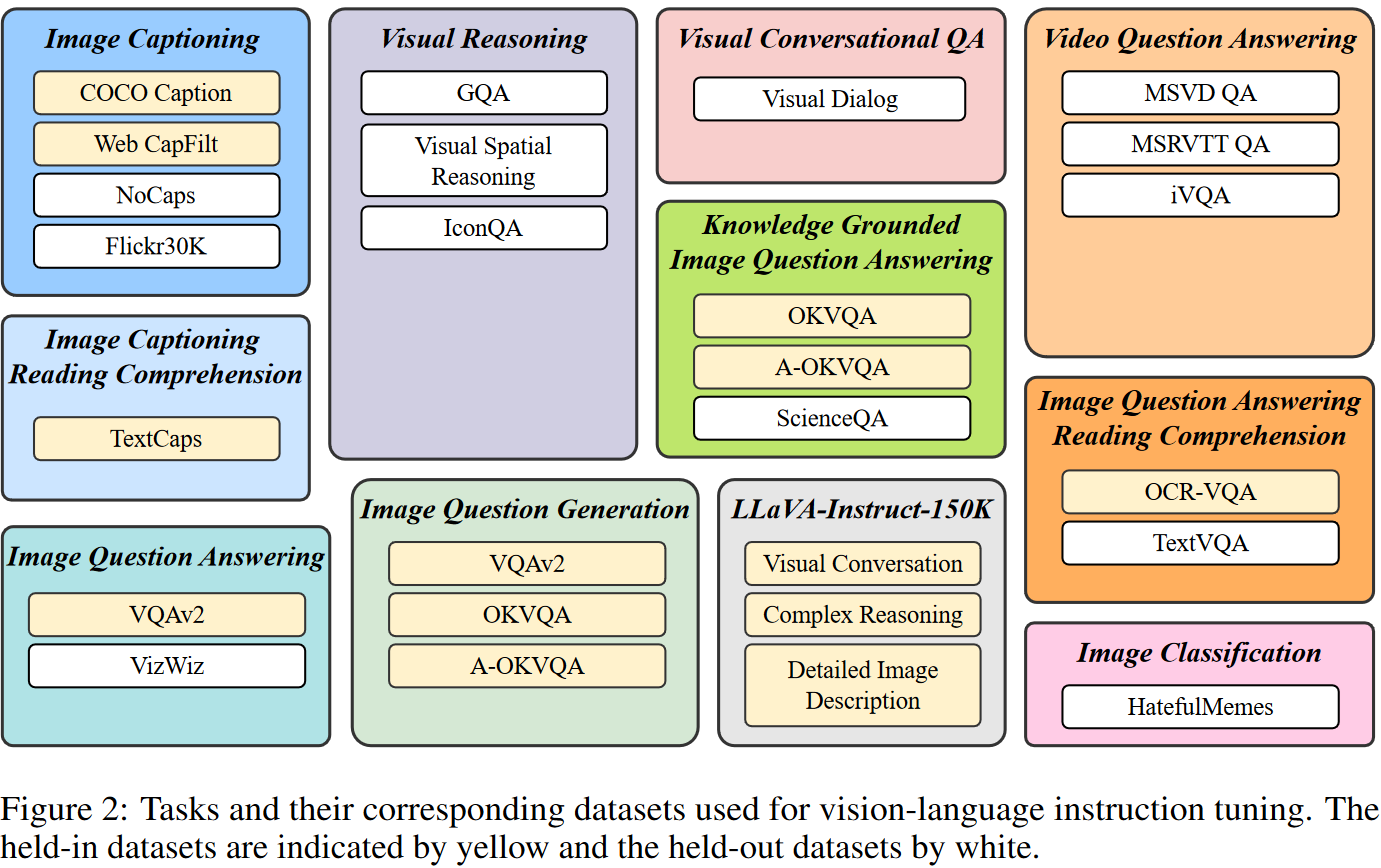 Image Captioning
COCO Caption
Web CapFilt
NoCaps
Flickr30K
Visual Reasoning
GQA
Visual Spatial
Reasoning
IconQA
Visual Conversational QA
Visual Dialog
Video Question Answering
MSVD QA
MSRVTT QA
iVQA
Knowledge Grounded
Image Question Answering
OKVQA
A-OKVQA
ScienceQA
Image Captioning
Reading Comprehension
TextCaps
Image Question Answering
Reading Comprehension
OCR-VQA
TextVQA
Image Question Answering
VQAv2
VizWiz
Image Question Generation
VQAv2
OKVQA
A-OKVQA
LLaVA-Instruct-150K
Visual Conversation
Complex Reasoning
Detailed Image
Description
Image Classification
HatefulMemes
Figure 2: Tasks and their corresponding datasets used for vision-language instruction tuning. The
held-in datasets are indicated by yellow and the held-out datasets by white.